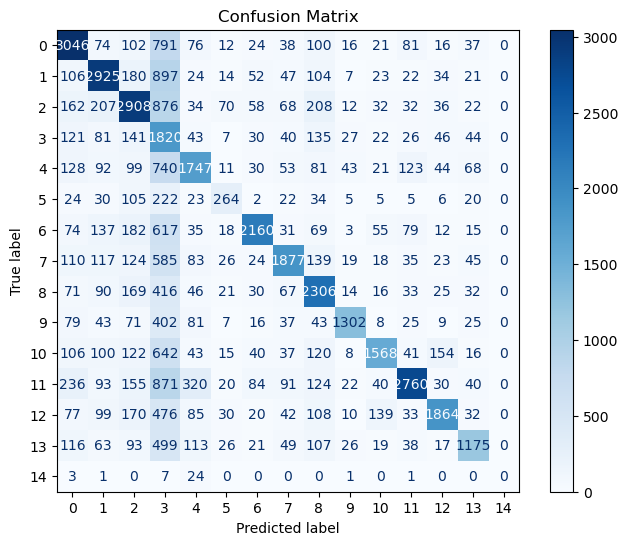 Confusion Matrix
0 3046 74 102 791 76 12 24 38 100 16 21 81 16 37 0
1 106 2925 180 897 24 14 52 47 104 7 23 22 34 21 0
2 162 207 2908 876 34 70 58 68 208 12 32 32 36 22 0
3 121 81 141 1820 43 7 30 40 135 27 22 26 46 44 0
4 128 92 99 740 1747 11 30 53 81 43 21 123 44 68 0
5 24 30 105 222 23 264 2 22 34 5 5 5 6 20 0
6 74 137 182 617 35 18 2160 31 69 3 55 79 12 15 0
7 110 117 124 585 83 26 24 1877 139 19 18 35 23 45 0
8 71 90 169 416 46 21 30 67 2306 14 16 33 25 32 0
9 79 43 71 402 81 7 16 37 43 1302 8 25 9 25 0
10 106 100 122 642 43 15 40 37 120 8 1568 41 154 16 0
11 236 93 155 871 320 20 84 91 124 22 40 2760 30 40 0
12 77 99 170 476 85 30 20 42 108 10 139 33 1864 32 0
13 116 63 93 499 113 26 21 49 107 26 19 38 17 1175 0
14 3 1 0 7 24 0 0 0 0 1 0 1 0 0 0
0 1 2 3 4 5 6 7 8 9 10 11 12 13 14
Predicted label
True label
3000
2500
2000
1500
1000
500
0